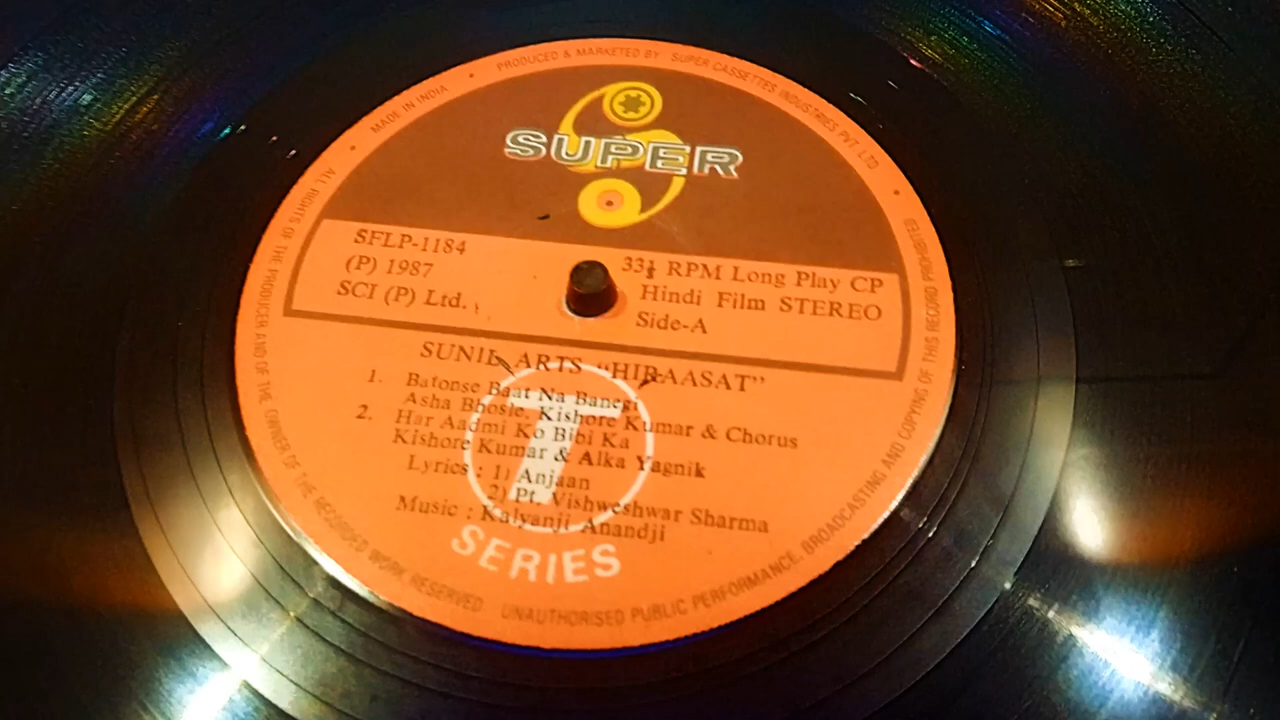 PRODUCED & MARKETED BY SUPER CASSETTES INDUSTRIES PVT. LTD
MADE IN INDIA
SUPER
SFLP-1184
(P) 1987
SCI (P) Ltd.
33⅓ RPM Long Play CP
Hindi Film STEREO
Side-A
SUNIL ARTS "HIRAASAT"
1. Batonse Baat Na Banegi
Asha Bhosle, Kishore Kumar & Chorus
2. Har Aadmi Ko Bibi Ka
Kishore Kumar & Alka Yagnik
Lyrics : 1) Anjaan
2) Pt. Vishweshwar Sharma
Music : Kalyanji Anandji
T
SERIES
ALL RIGHTS OF THE PRODUCER AND OF THE OWNER OF THE RECORDED WORK RESERVED. UNAUTHORISED PUBLIC PERFORMANCE, BROADCASTING AND COPYING OF THIS RECORD PROHIBITED